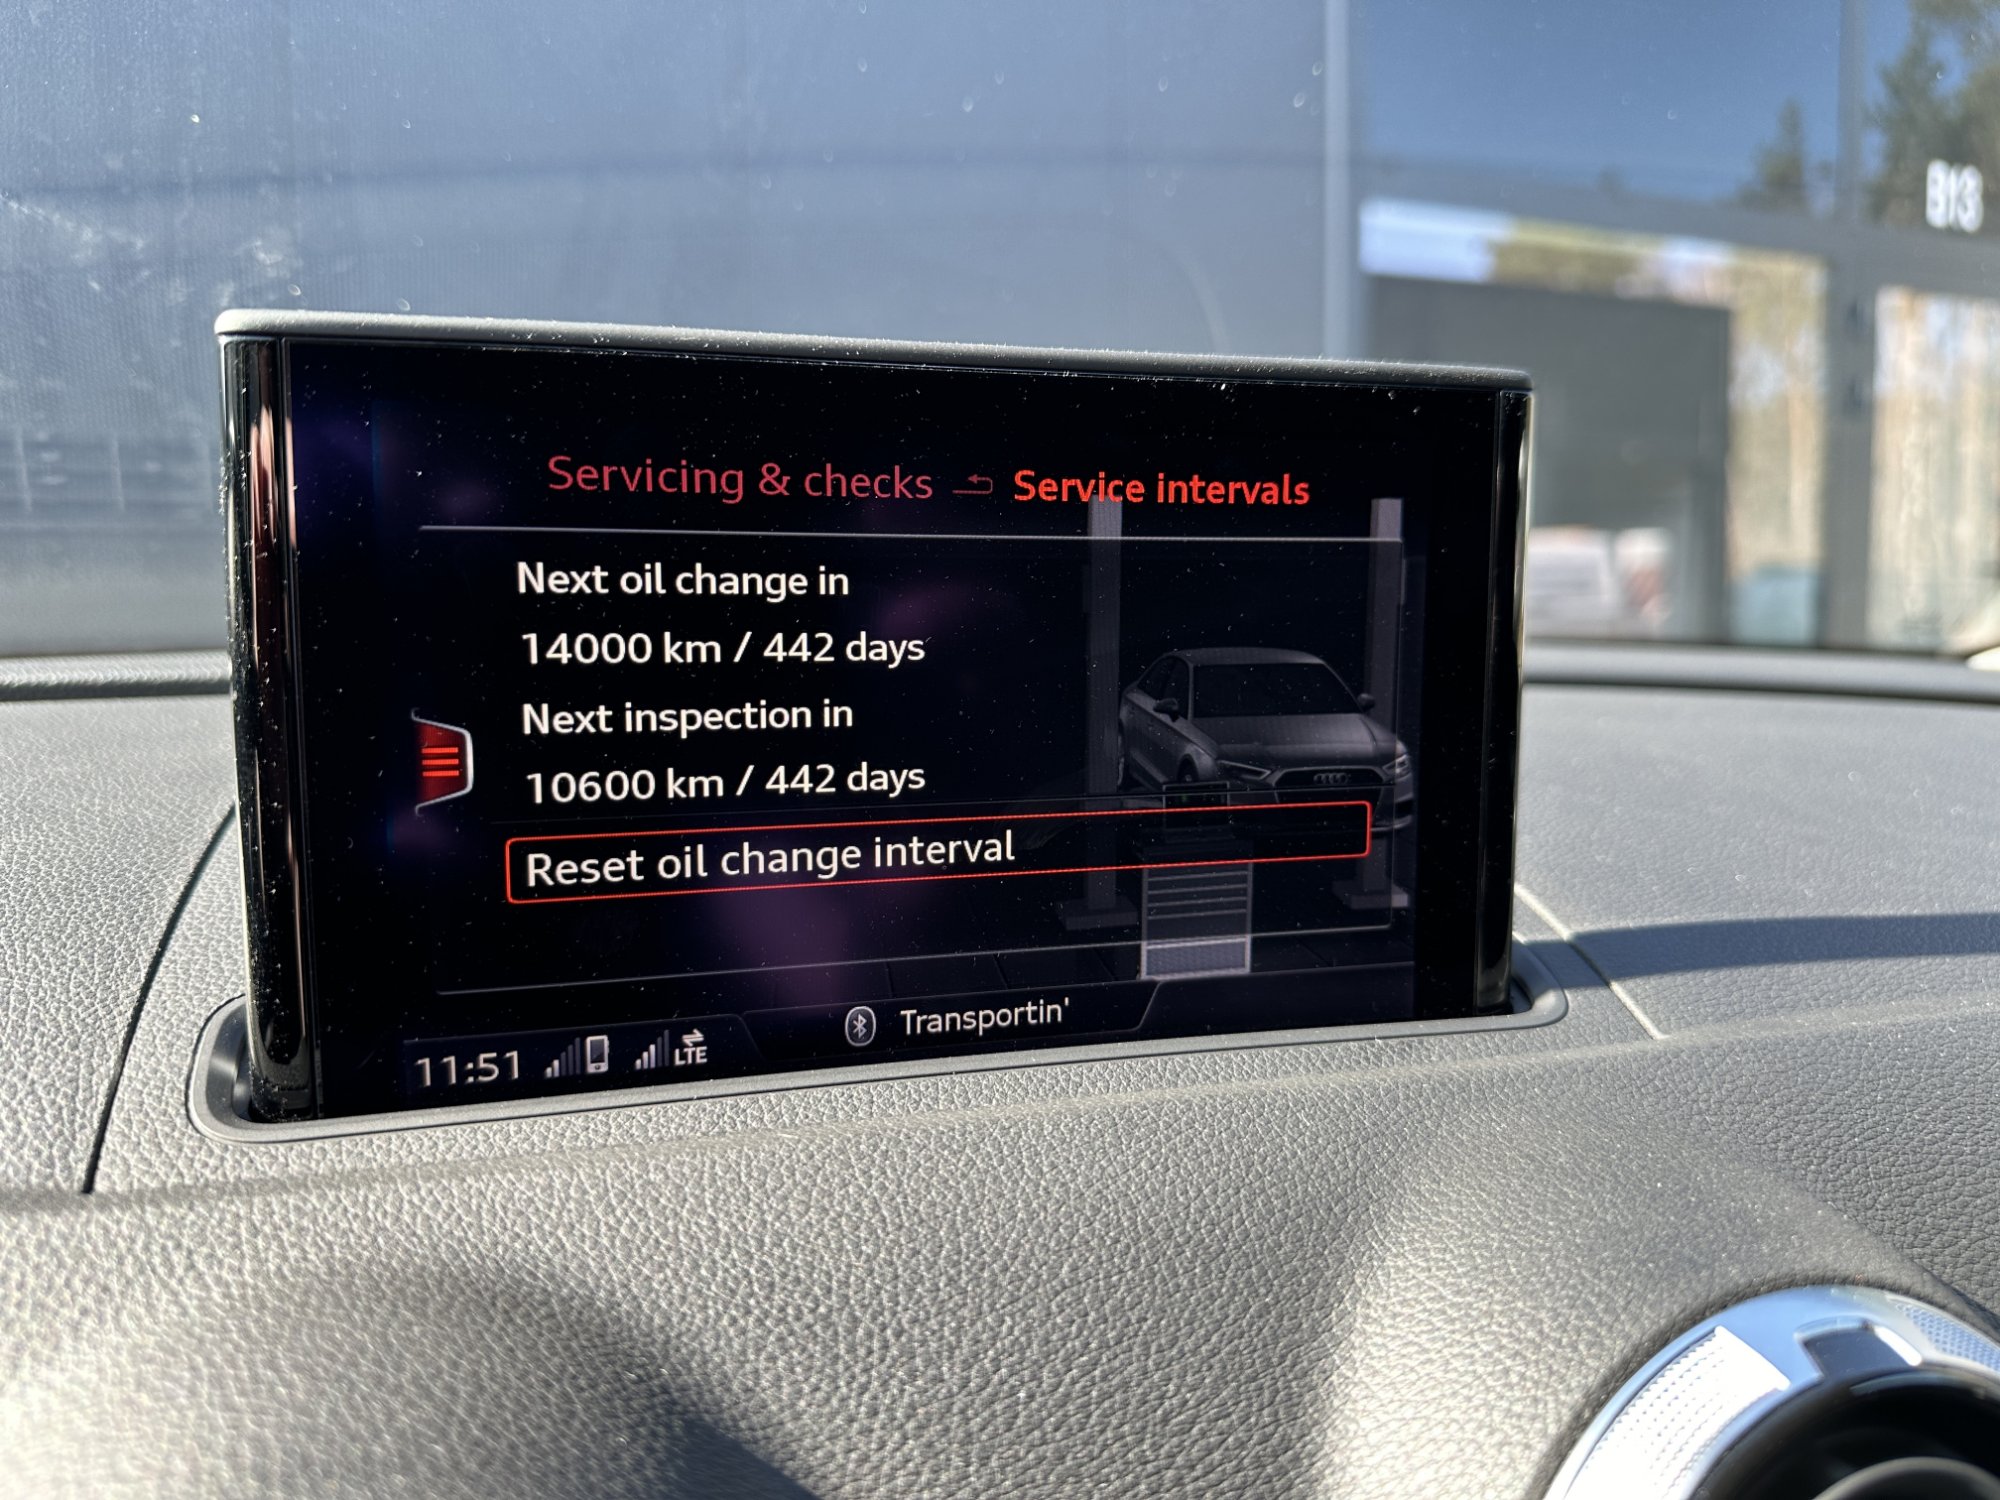 B13
Servicing & checks Service intervals
Next oil change in
14000 km / 442 days
Next inspection in
10600 km / 442 days
Reset oil change interval
Transportin'
11:51 LTE